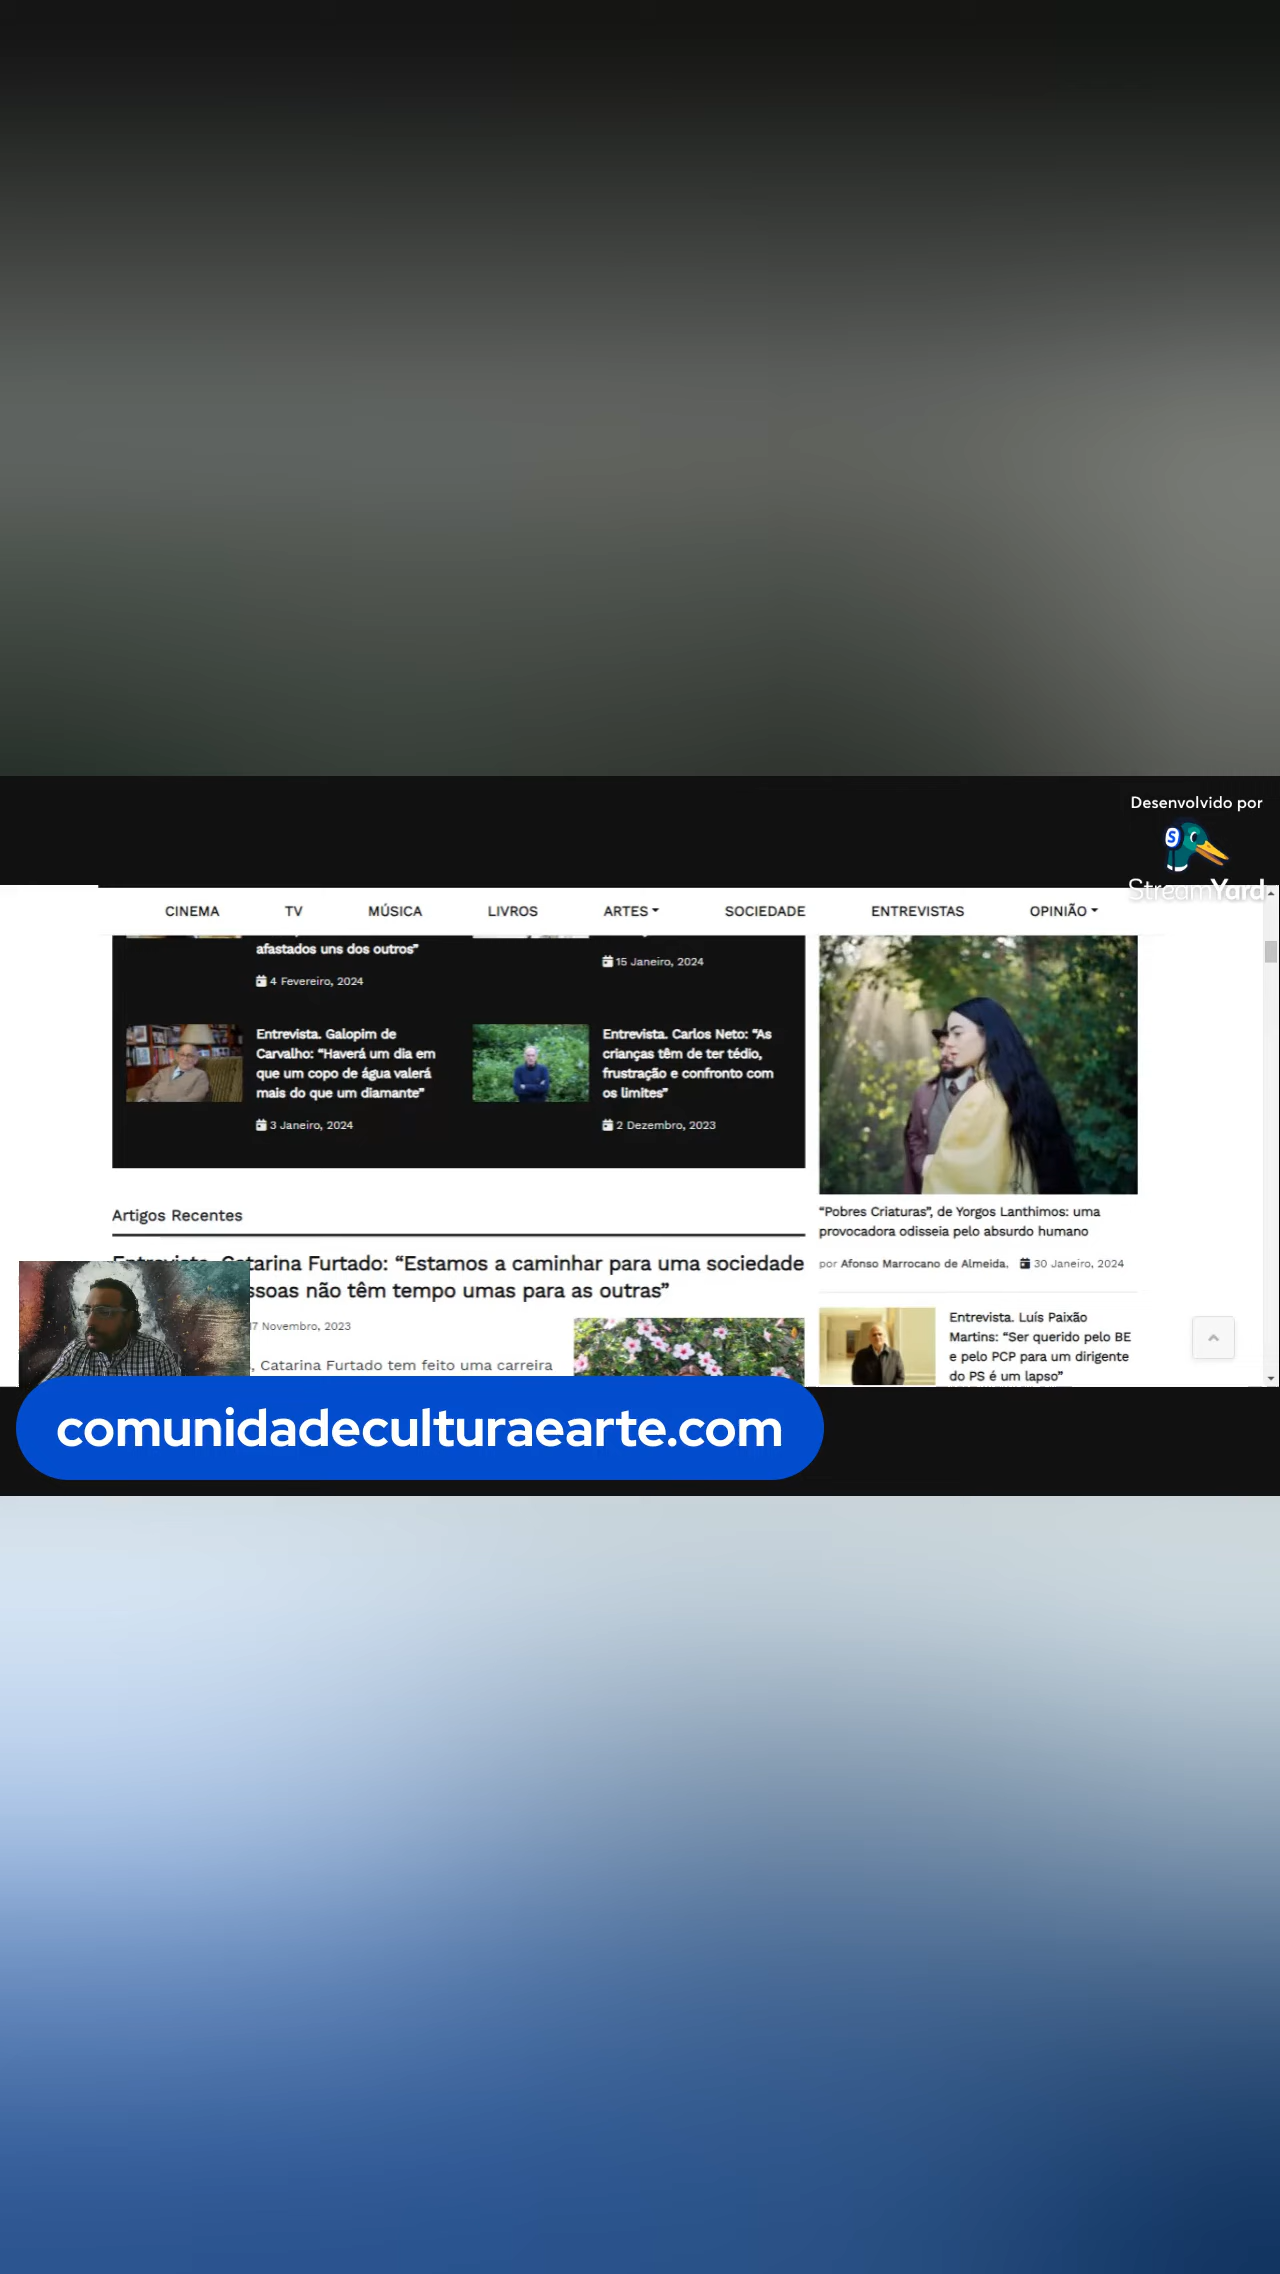 Desenvolvido por
StreamYard
CINEMA TV MÚSICA LIVROS ARTES SOCIEDADE ENTREVISTAS OPINIÃO
afastados uns dos outros”
4 Fevereiro, 2024
15 Janeiro, 2024
Entrevista. Galopim de
Carvalho: “Haverá um dia em
que um copo de água valerá
mais do que um diamante”
3 Janeiro, 2024
Entrevista. Carlos Neto: “As
crianças têm de ter tédio,
frustração e confronto com
os limites”
2 Dezembro, 2023
Artigos Recentes
Entrevista. Catarina Furtado: “Estamos a caminhar para uma sociedade
ssoas não têm tempo umas para as outras”
7 Novembro, 2023
, Catarina Furtado tem feito uma carreira
“Pobres Criaturas”, de Yorgos Lanthimos: uma
provocadora odisseia pelo absurdo humano
por Afonso Marrocano de Almeida, 30 Janeiro, 2024
Entrevista. Luís Paixão
Martins: “Ser querido pelo BE
e pelo PCP para um dirigente
do PS é um lapso”
comunidadeculturaearte.com